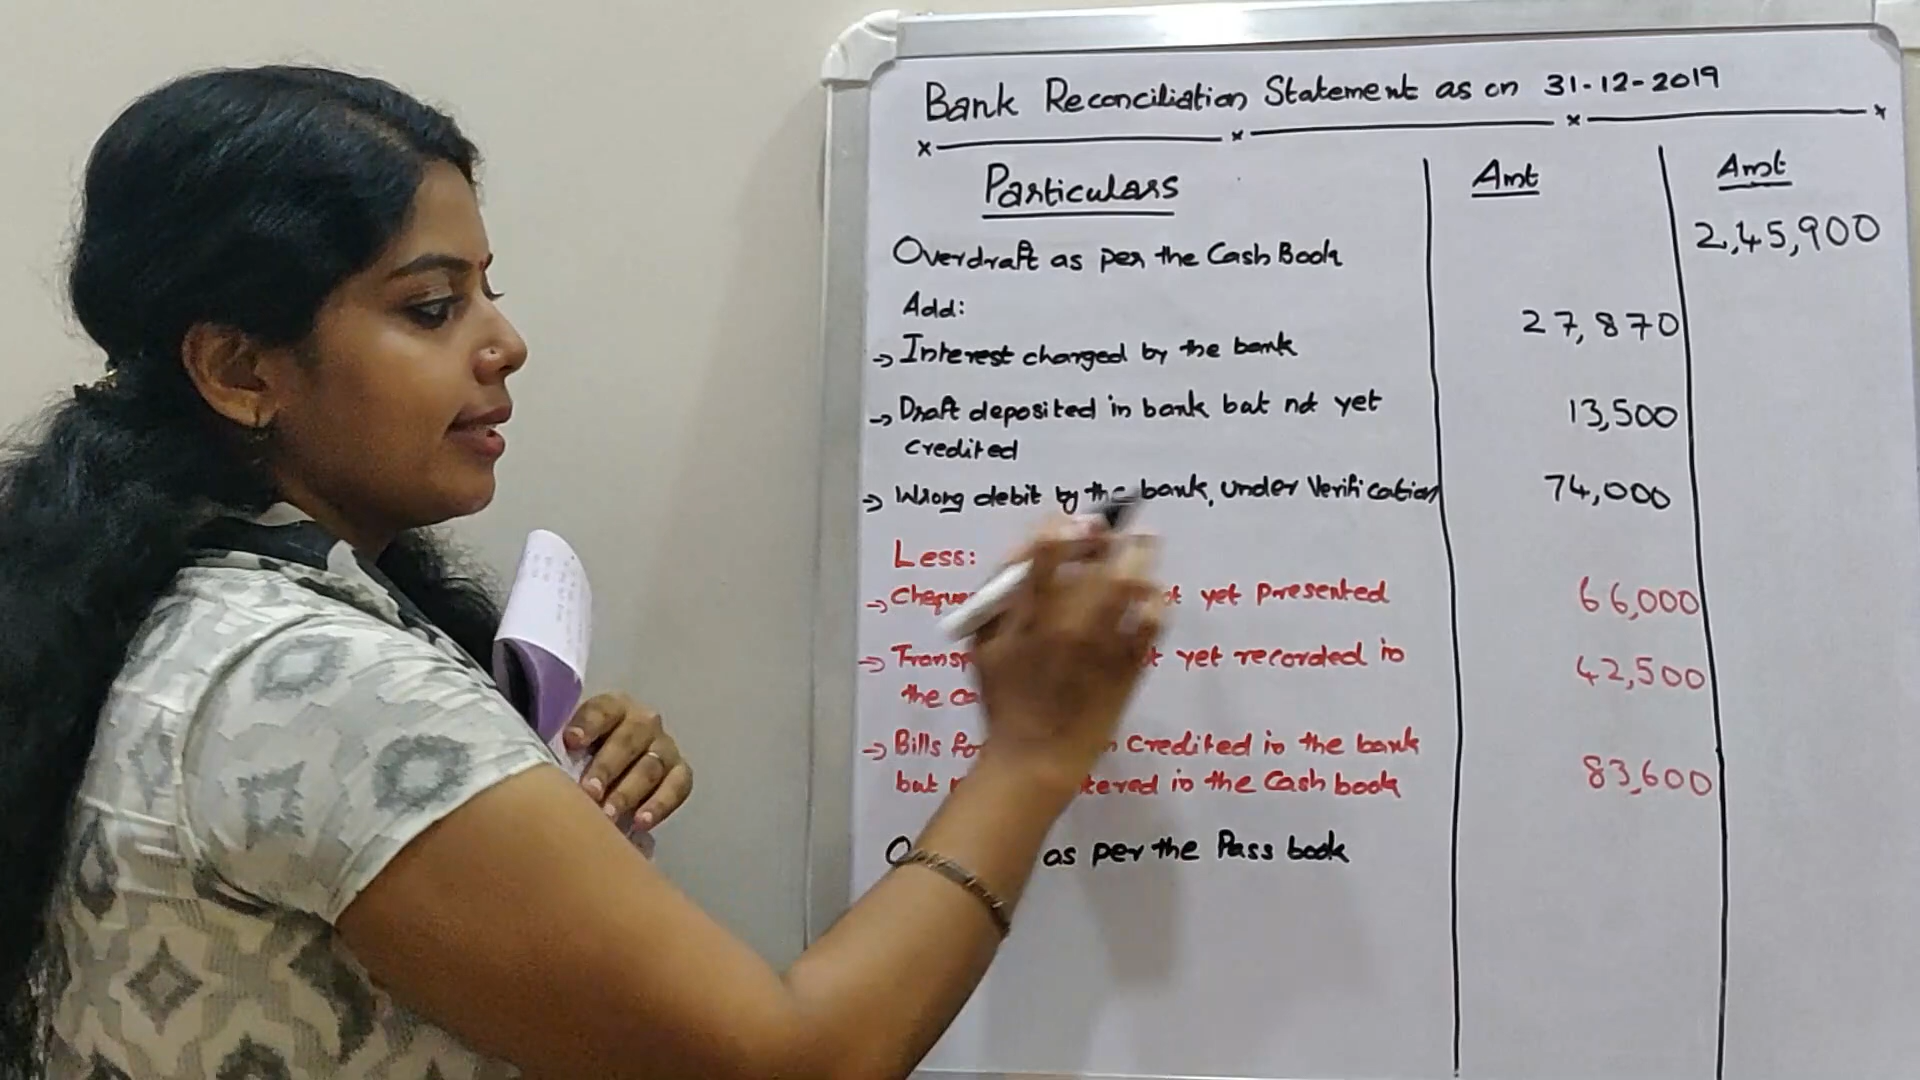 Bank Reconciliation Statement as on 31-12-2019
Particulars Amt Amt
Overdraft as per the Cash Book 2,45,900
Add:
→ Interest charged by the bank 27,870
→ Draft deposited in bank but not yet 13,500
credited
→ Wrong debit by the bank, under Verification 74,000
Less:
→ yet presented 66,000
→ yet recorded in 42,500
the
→ Bills credited in the bank
but in the Cash book 83,600
as per the Pass book